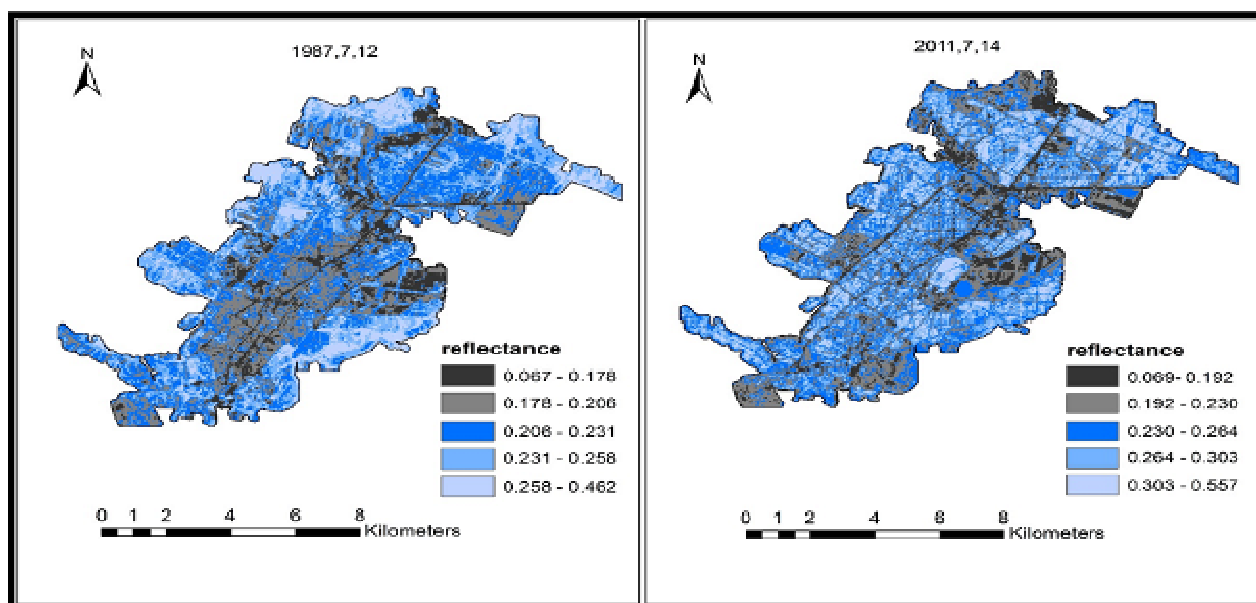 1987,7,12
N
reflectance
0.067 - 0.178
0.178 - 0.206
0.206 - 0.231
0.231 - 0.258
0.258 - 0.462
0 1 2 4 6 8
Kilometers
2011,7,14
N
reflectance
0.069- 0.192
0.192 - 0.230
0.230 - 0.264
0.264 - 0.303
0.303 - 0.557
0 1 2 4 6 8
Kilometers